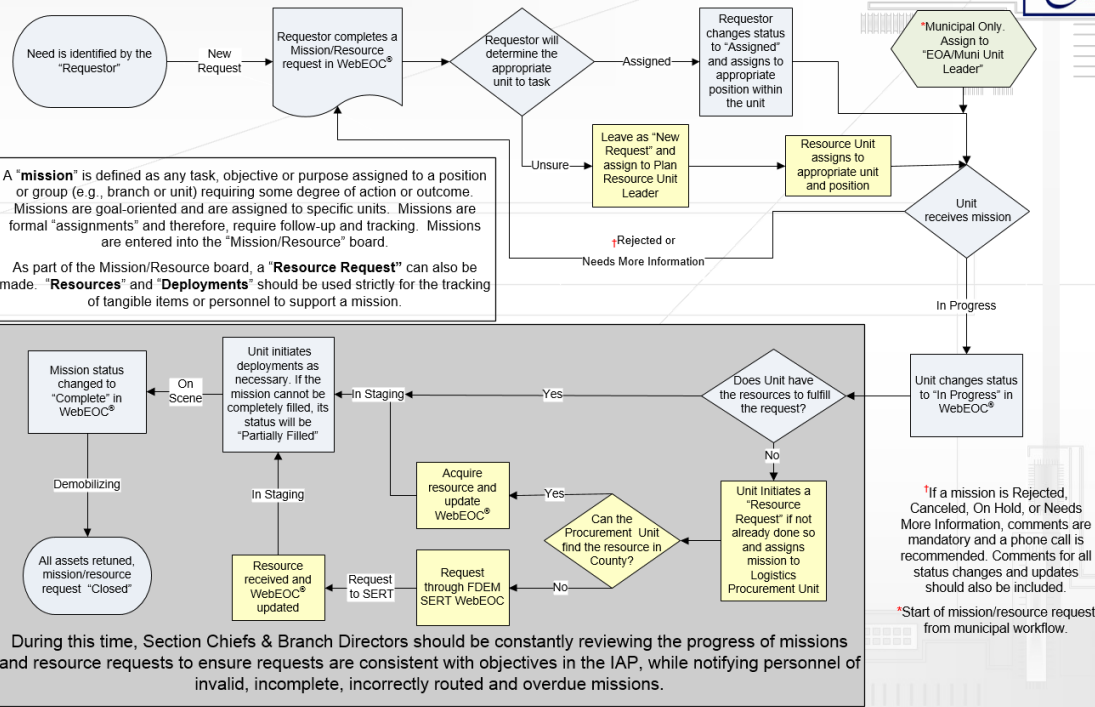 Need is identified by the
“Requestor”
New
Request
Requestor completes a
Mission/Resource
request in WebEOC®
Requestor will
determine the
appropriate
unit to task
Assigned
Requestor
changes status
to “Assigned”
and assigns to
appropriate
position within
the unit
*Municipal Only.
Assign to
“EOA/Muni Unit
Leader”
Unsure
Leave as “New
Request” and
assign to Plan
Resource Unit
Leader
Resource Unit
assigns to
appropriate unit
and position
Unit
receives mission
†Rejected or
Needs More Information
A “mission” is defined as any task, objective or purpose assigned to a position
or group (e.g., branch or unit) requiring some degree of action or outcome.
Missions are goal-oriented and are assigned to specific units. Missions are
formal “assignments” and therefore, require follow-up and tracking. Missions
are entered into the “Mission/Resource” board.
As part of the Mission/Resource board, a “Resource Request” can also be
made. “Resources” and “Deployments” should be used strictly for the tracking
of tangible items or personnel to support a mission.
In Progress
Unit changes status
to “In Progress” in
WebEOC®
Does Unit have
the resources to fulfill
the request?
Yes
In Staging
Unit initiates
deployments as
necessary. If the
mission cannot be
completely filled, its
status will be
“Partially Filled”
On
Scene
Mission status
changed to
“Complete” in
WebEOC®
Demobilizing
All assets retuned,
mission/resource
request “Closed”
No
Unit Initiates a
“Resource
Request” if not
already done so
and assigns
mission to
Logistics
Procurement Unit
Can the
Procurement Unit
find the resource in
County?
Yes
Acquire
resource and
update
WebEOC®
No
Request
through FDEM
SERT WebEOC
Request
to SERT
Resource
received and
WebEOC®
updated
In Staging
†If a mission is Rejected,
Canceled, On Hold, or Needs
More Information, comments are
mandatory and a phone call is
recommended. Comments for all
status changes and updates
should also be included.
*Start of mission/resource request
from municipal workflow.
During this time, Section Chiefs & Branch Directors should be constantly reviewing the progress of missions
and resource requests to ensure requests are consistent with objectives in the IAP, while notifying personnel of
invalid, incomplete, incorrectly routed and overdue missions.